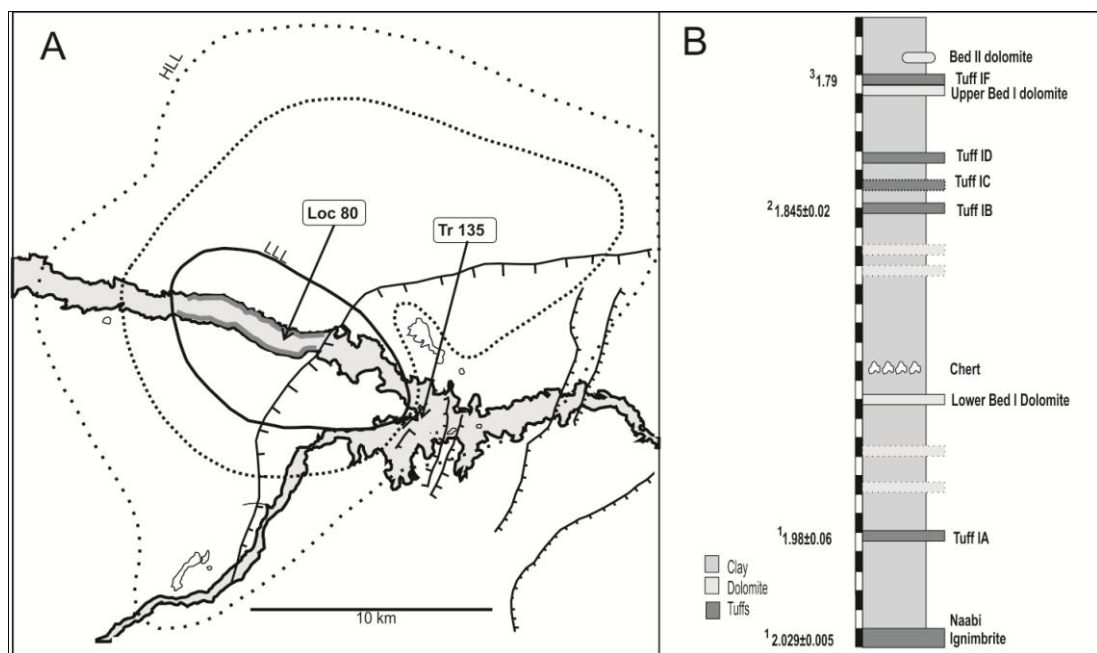 A
HLL
Loc 80
Tr 135
LLL
10 km
B
Bed II dolomite
³1.79
Tuff IF
Upper Bed I dolomite
Tuff ID
Tuff IC
²1.845±0.02
Tuff IB
Chert
Lower Bed I Dolomite
¹1.98±0.06
Tuff IA
Clay
Dolomite
Tuffs
Naabi
Ignimbrite
¹2.029±0.005